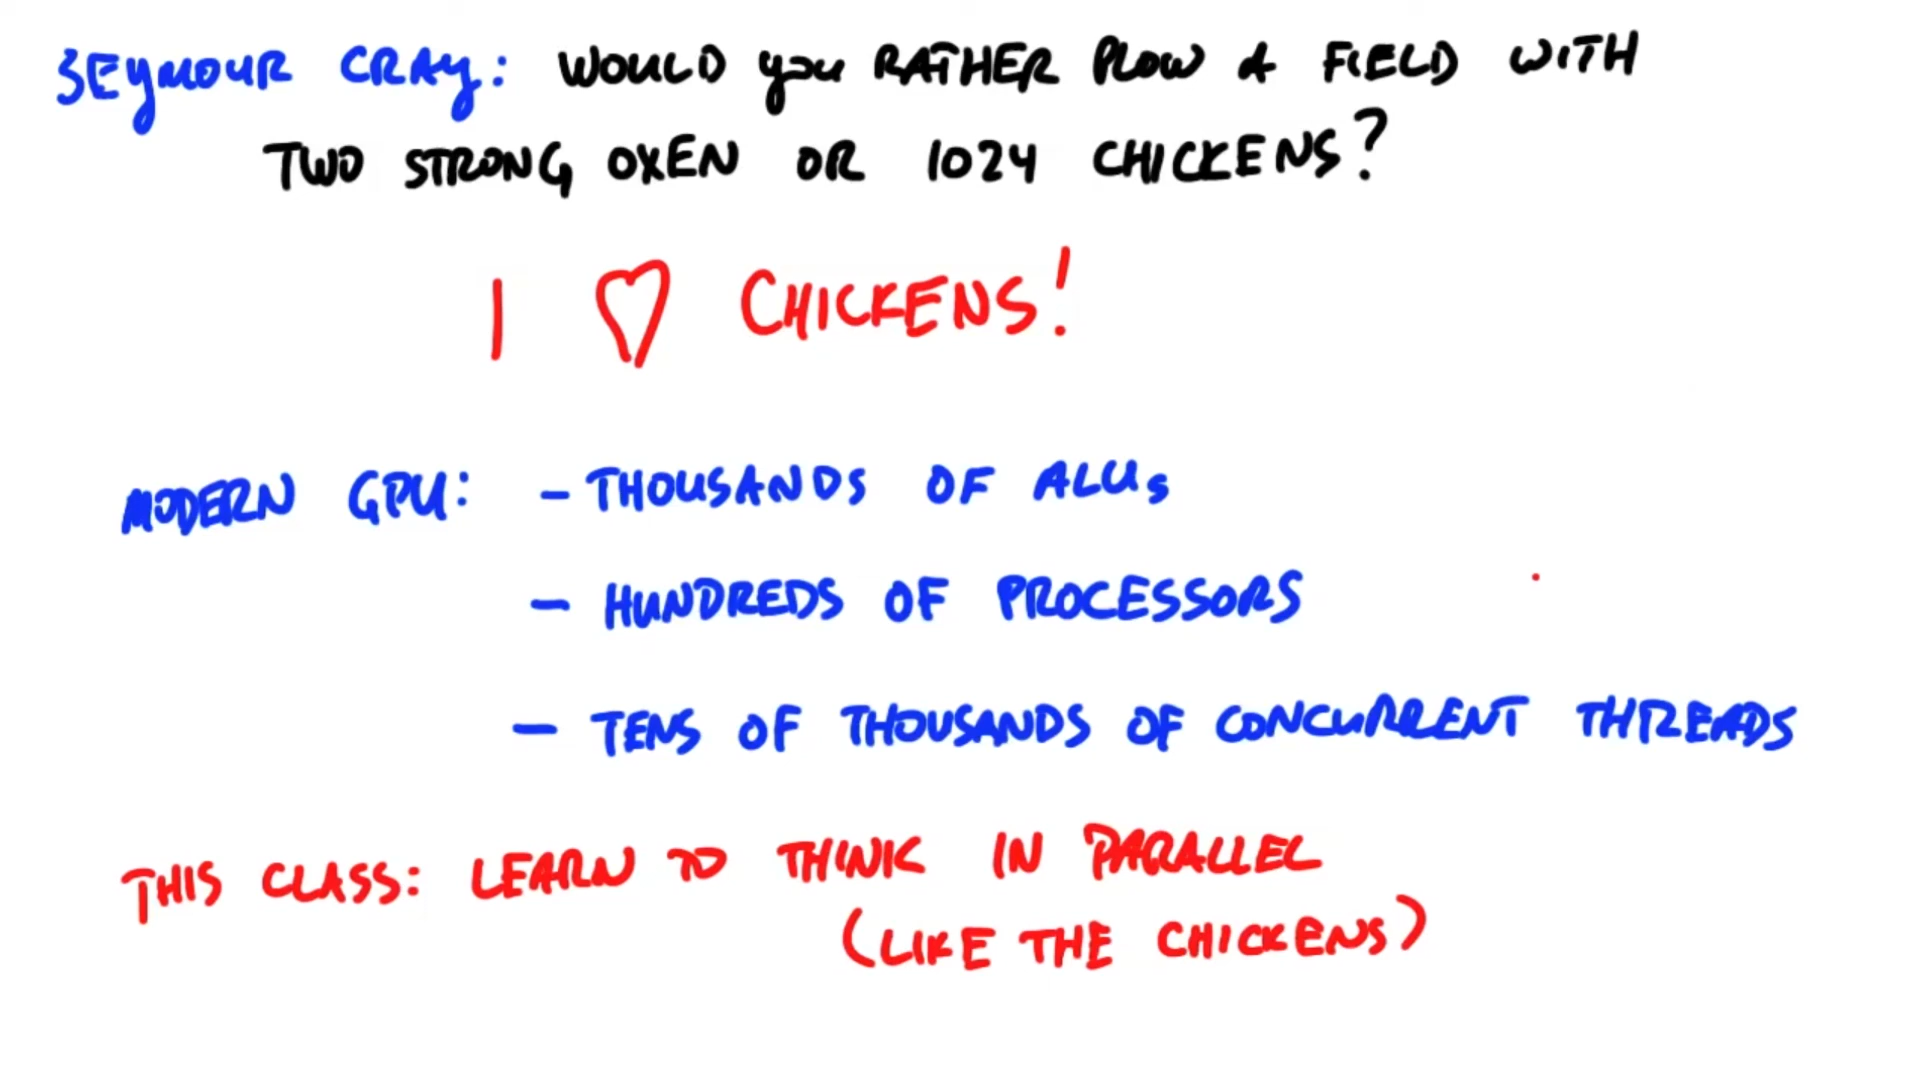 SEYMOUR CRAY: WOULD you RATHER PLOW A FIELD WITH
TWO STRONG OXEN OR 1024 CHICKENS?
I ♡ CHICKENS!
MODERN GPU: - THOUSANDS OF ALUs
- HUNDREDS OF PROCESSORS
- TENS OF THOUSANDS OF CONCURRENT THREADS
THIS CLASS: LEARN TO THINK IN PARALLEL
(LIKE THE CHICKENS)